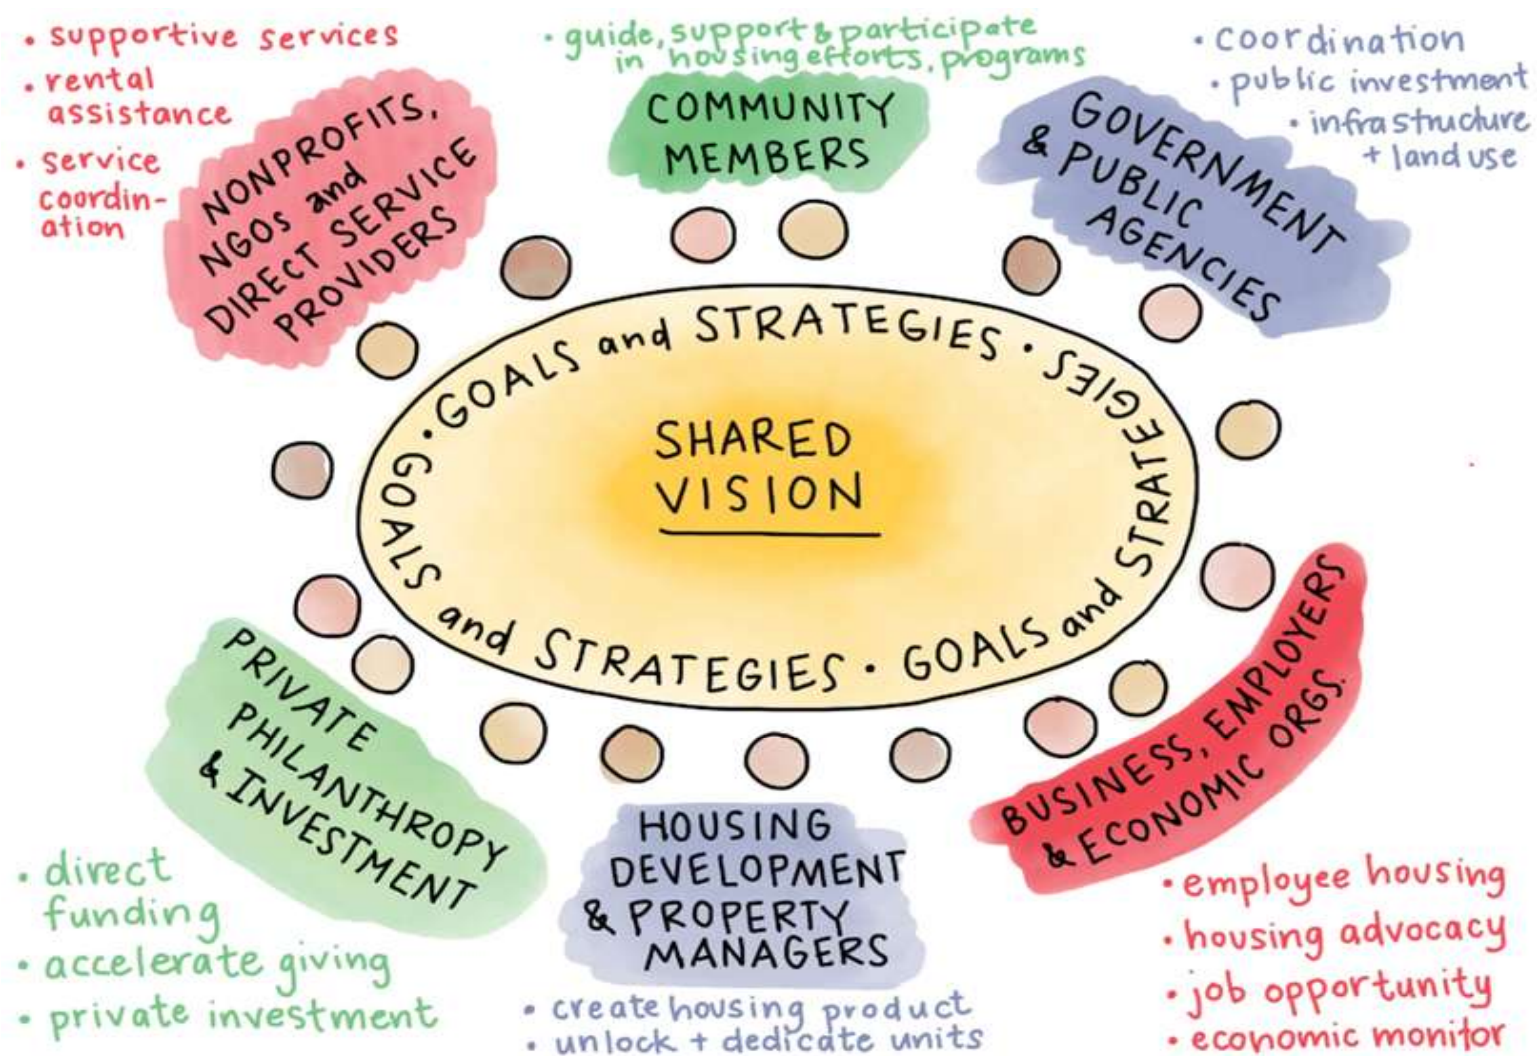 • supportive services
• rental
assistance
• service
coordin-
ation
NONPROFITS,
NGOs and
DIRECT SERVICE
PROVIDERS
• guide, support & participate
in housing efforts, programs
COMMUNITY
MEMBERS
• coordination
• public investment
• infrastructure
+ land use
GOVERNMENT
& PUBLIC
AGENCIES
• GOALS and STRATEGIES •
GOALS and STRATEGIES •
GOALS and STRATEGIES
SHARED
VISION
PRIVATE
PHILANTHROPY
& INVESTMENT
• direct
funding
• accelerate giving
• private investment
HOUSING
DEVELOPMENT
& PROPERTY
MANAGERS
• create housing product
• unlock + dedicate units
BUSINESS, EMPLOYERS
& ECONOMIC ORGS.
• employee housing
• housing advocacy
• job opportunity
• economic monitor